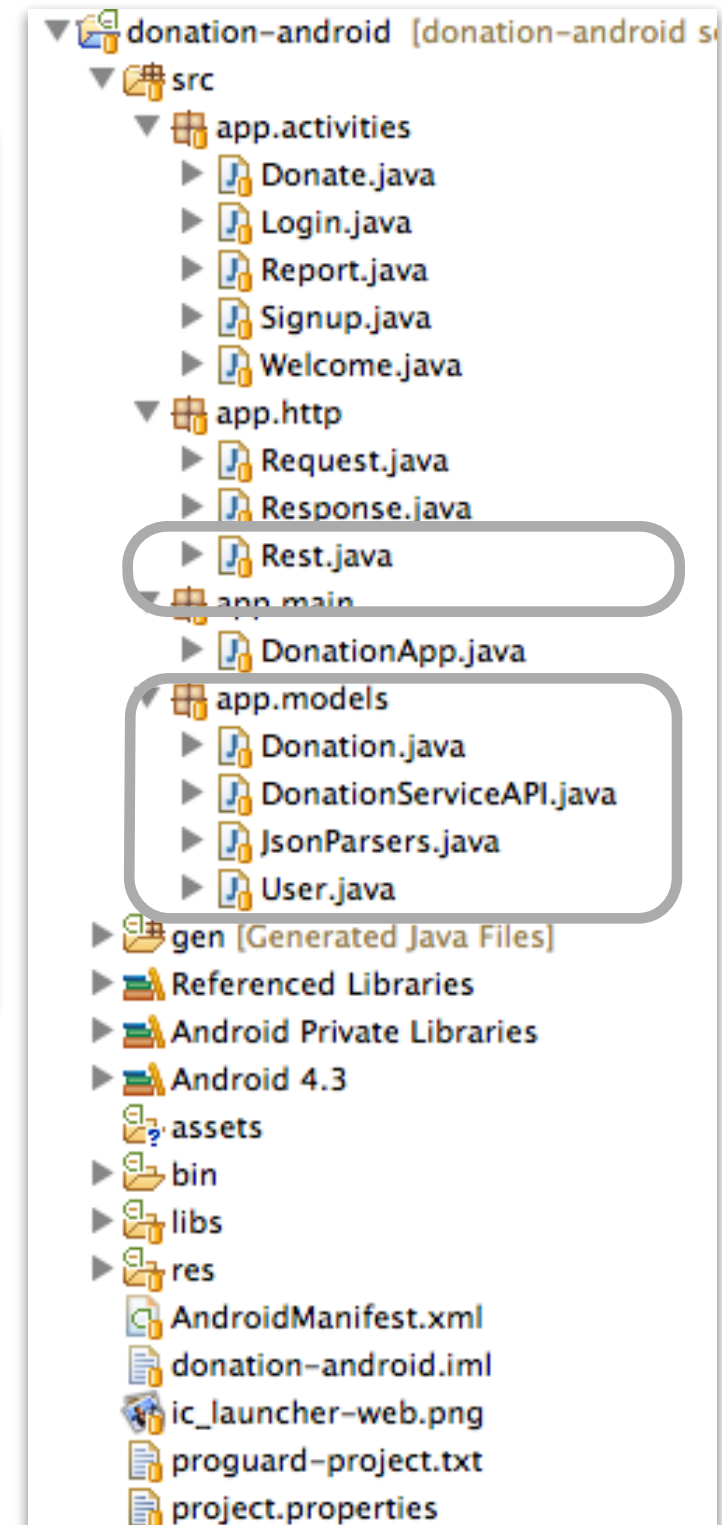 donation-android [donation-android s
src
app.activities
Donate.java
Login.java
Report.java
Signup.java
Welcome.java
app.http
Request.java
Response.java
Rest.java
app.main
DonationApp.java
app.models
Donation.java
DonationServiceAPI.java
JsonParsers.java
User.java
gen [Generated Java Files]
Referenced Libraries
Android Private Libraries
Android 4.3
assets
bin
libs
res
AndroidManifest.xml
donation-android.iml
ic_launcher-web.png
proguard-project.txt
project.properties